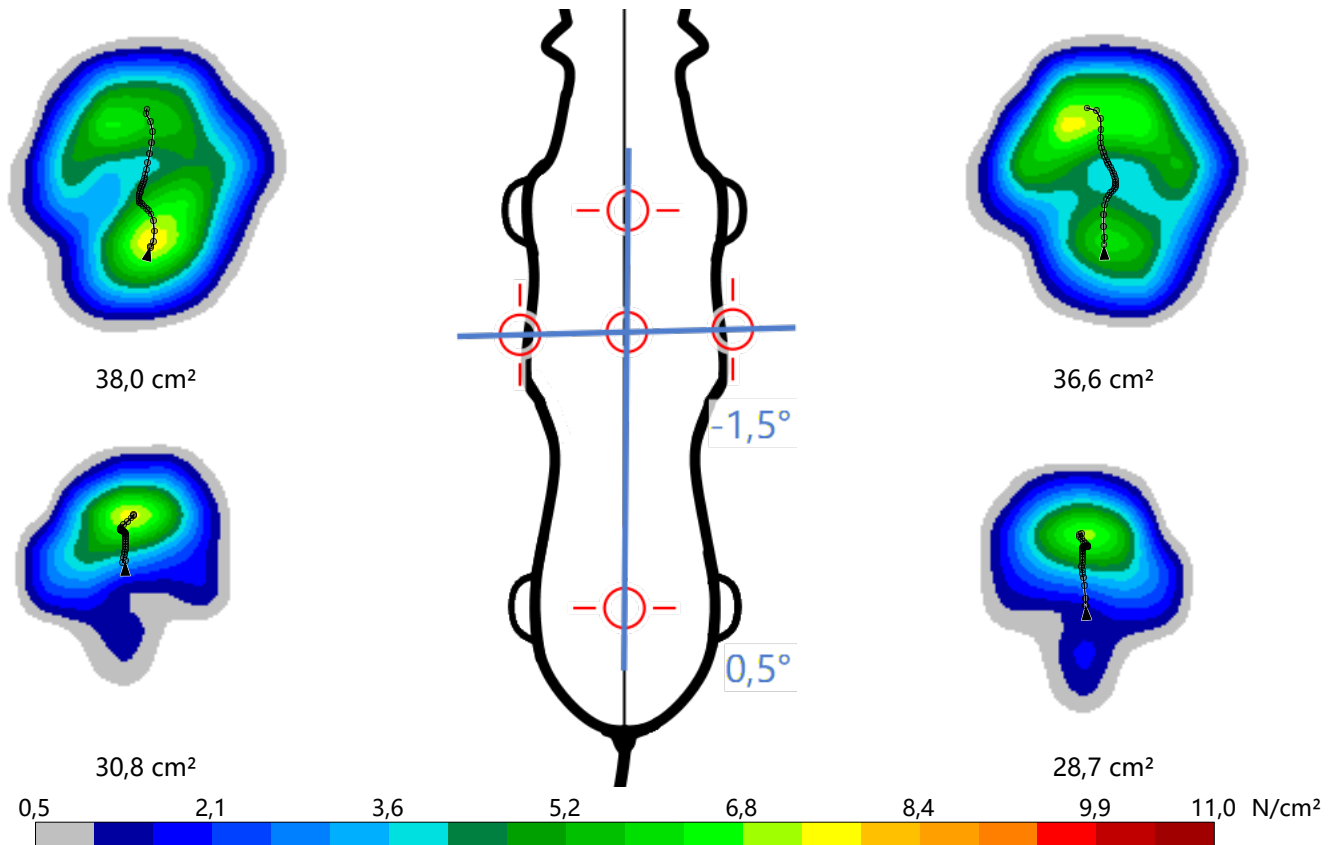 38,0 cm²
36,6 cm²
-1,5°
0,5°
30,8 cm²
28,7 cm²
0,5 2,1 3,6 5,2 6,8 8,4 9,9 11,0 N/cm²